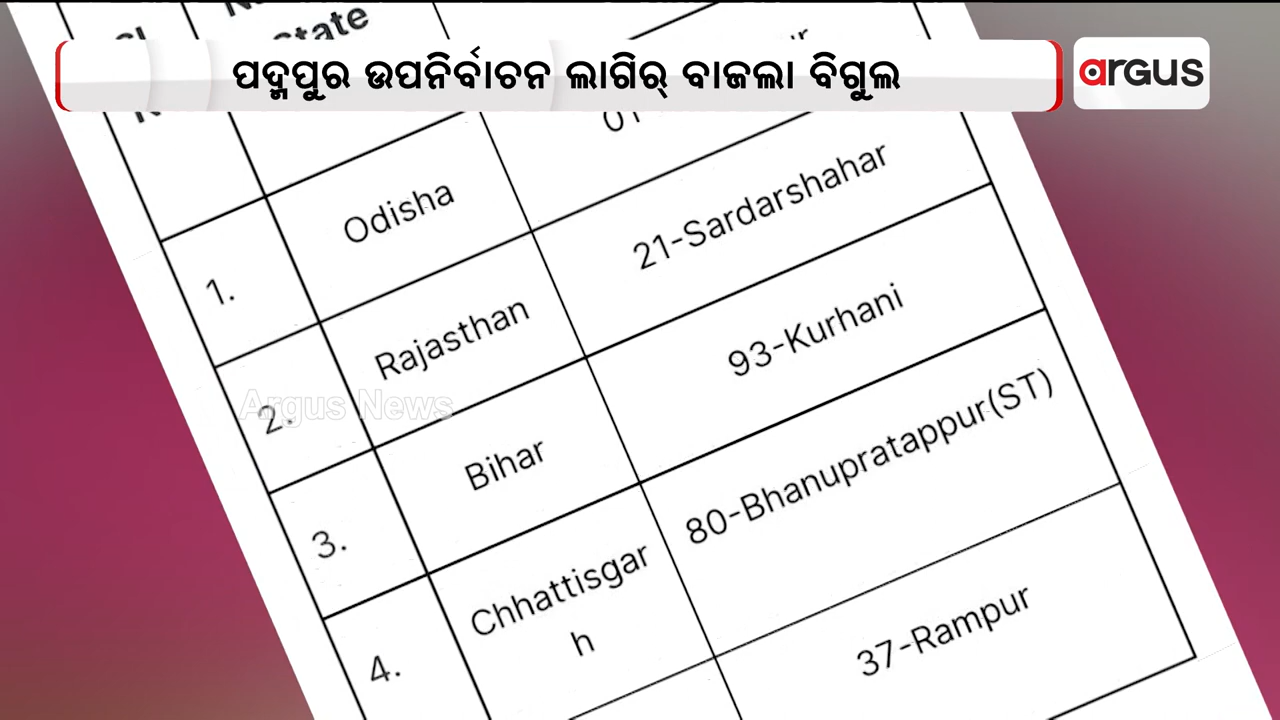 State
ପଦ୍ମପୁର ଉପନିର୍ବାଚନ ଲାଗିର୍ ବାଜଲା ବିଗୁଲ
argus
1. Odisha
2. Rajasthan 21-Sardarshahar
3. Bihar 93-Kurhani
4. Chhattisgar 80-Bhanupratappur(ST)
h
37-Rampur
Argus News